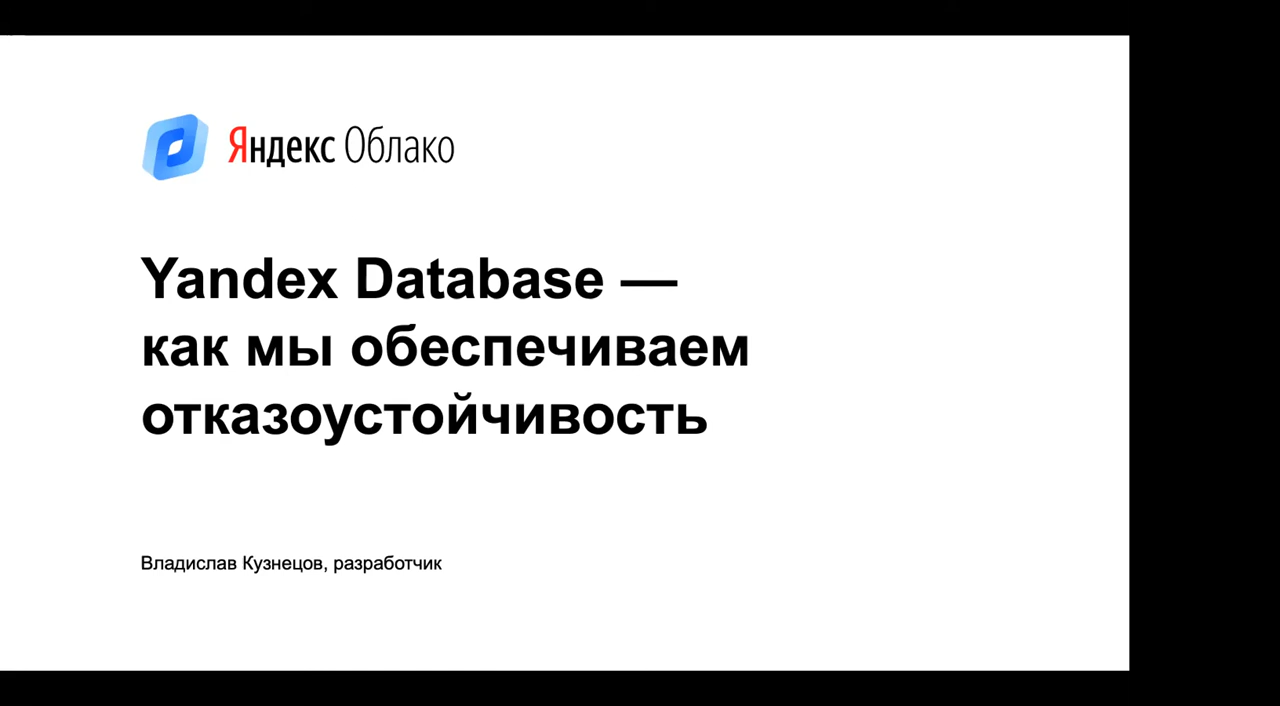 Яндекс Облако
Yandex Database —
как мы обеспечиваем
отказоустойчивость
Владислав Кузнецов, разработчик